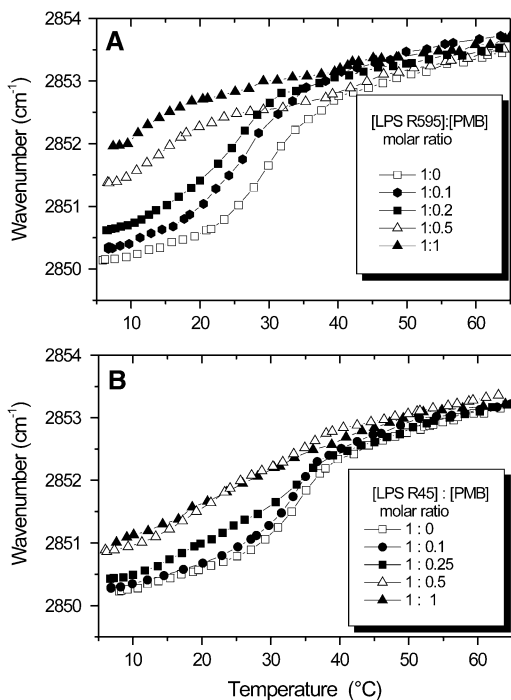 A
2854
2853
2852
2851
2850
Wavenumber (cm⁻¹)
[LPS R595]:[PMB]
molar ratio
1:0
1:0.1
1:0.2
1:0.5
1:1
10 20 30 40 50 60
B
2854
2853
2852
2851
2850
Wavenumber (cm⁻¹)
[LPS R45] : [PMB]
molar ratio
1 : 0
1 : 0.1
1 : 0.25
1 : 0.5
1 : 1
10 20 30 40 50 60
Temperature (°C)